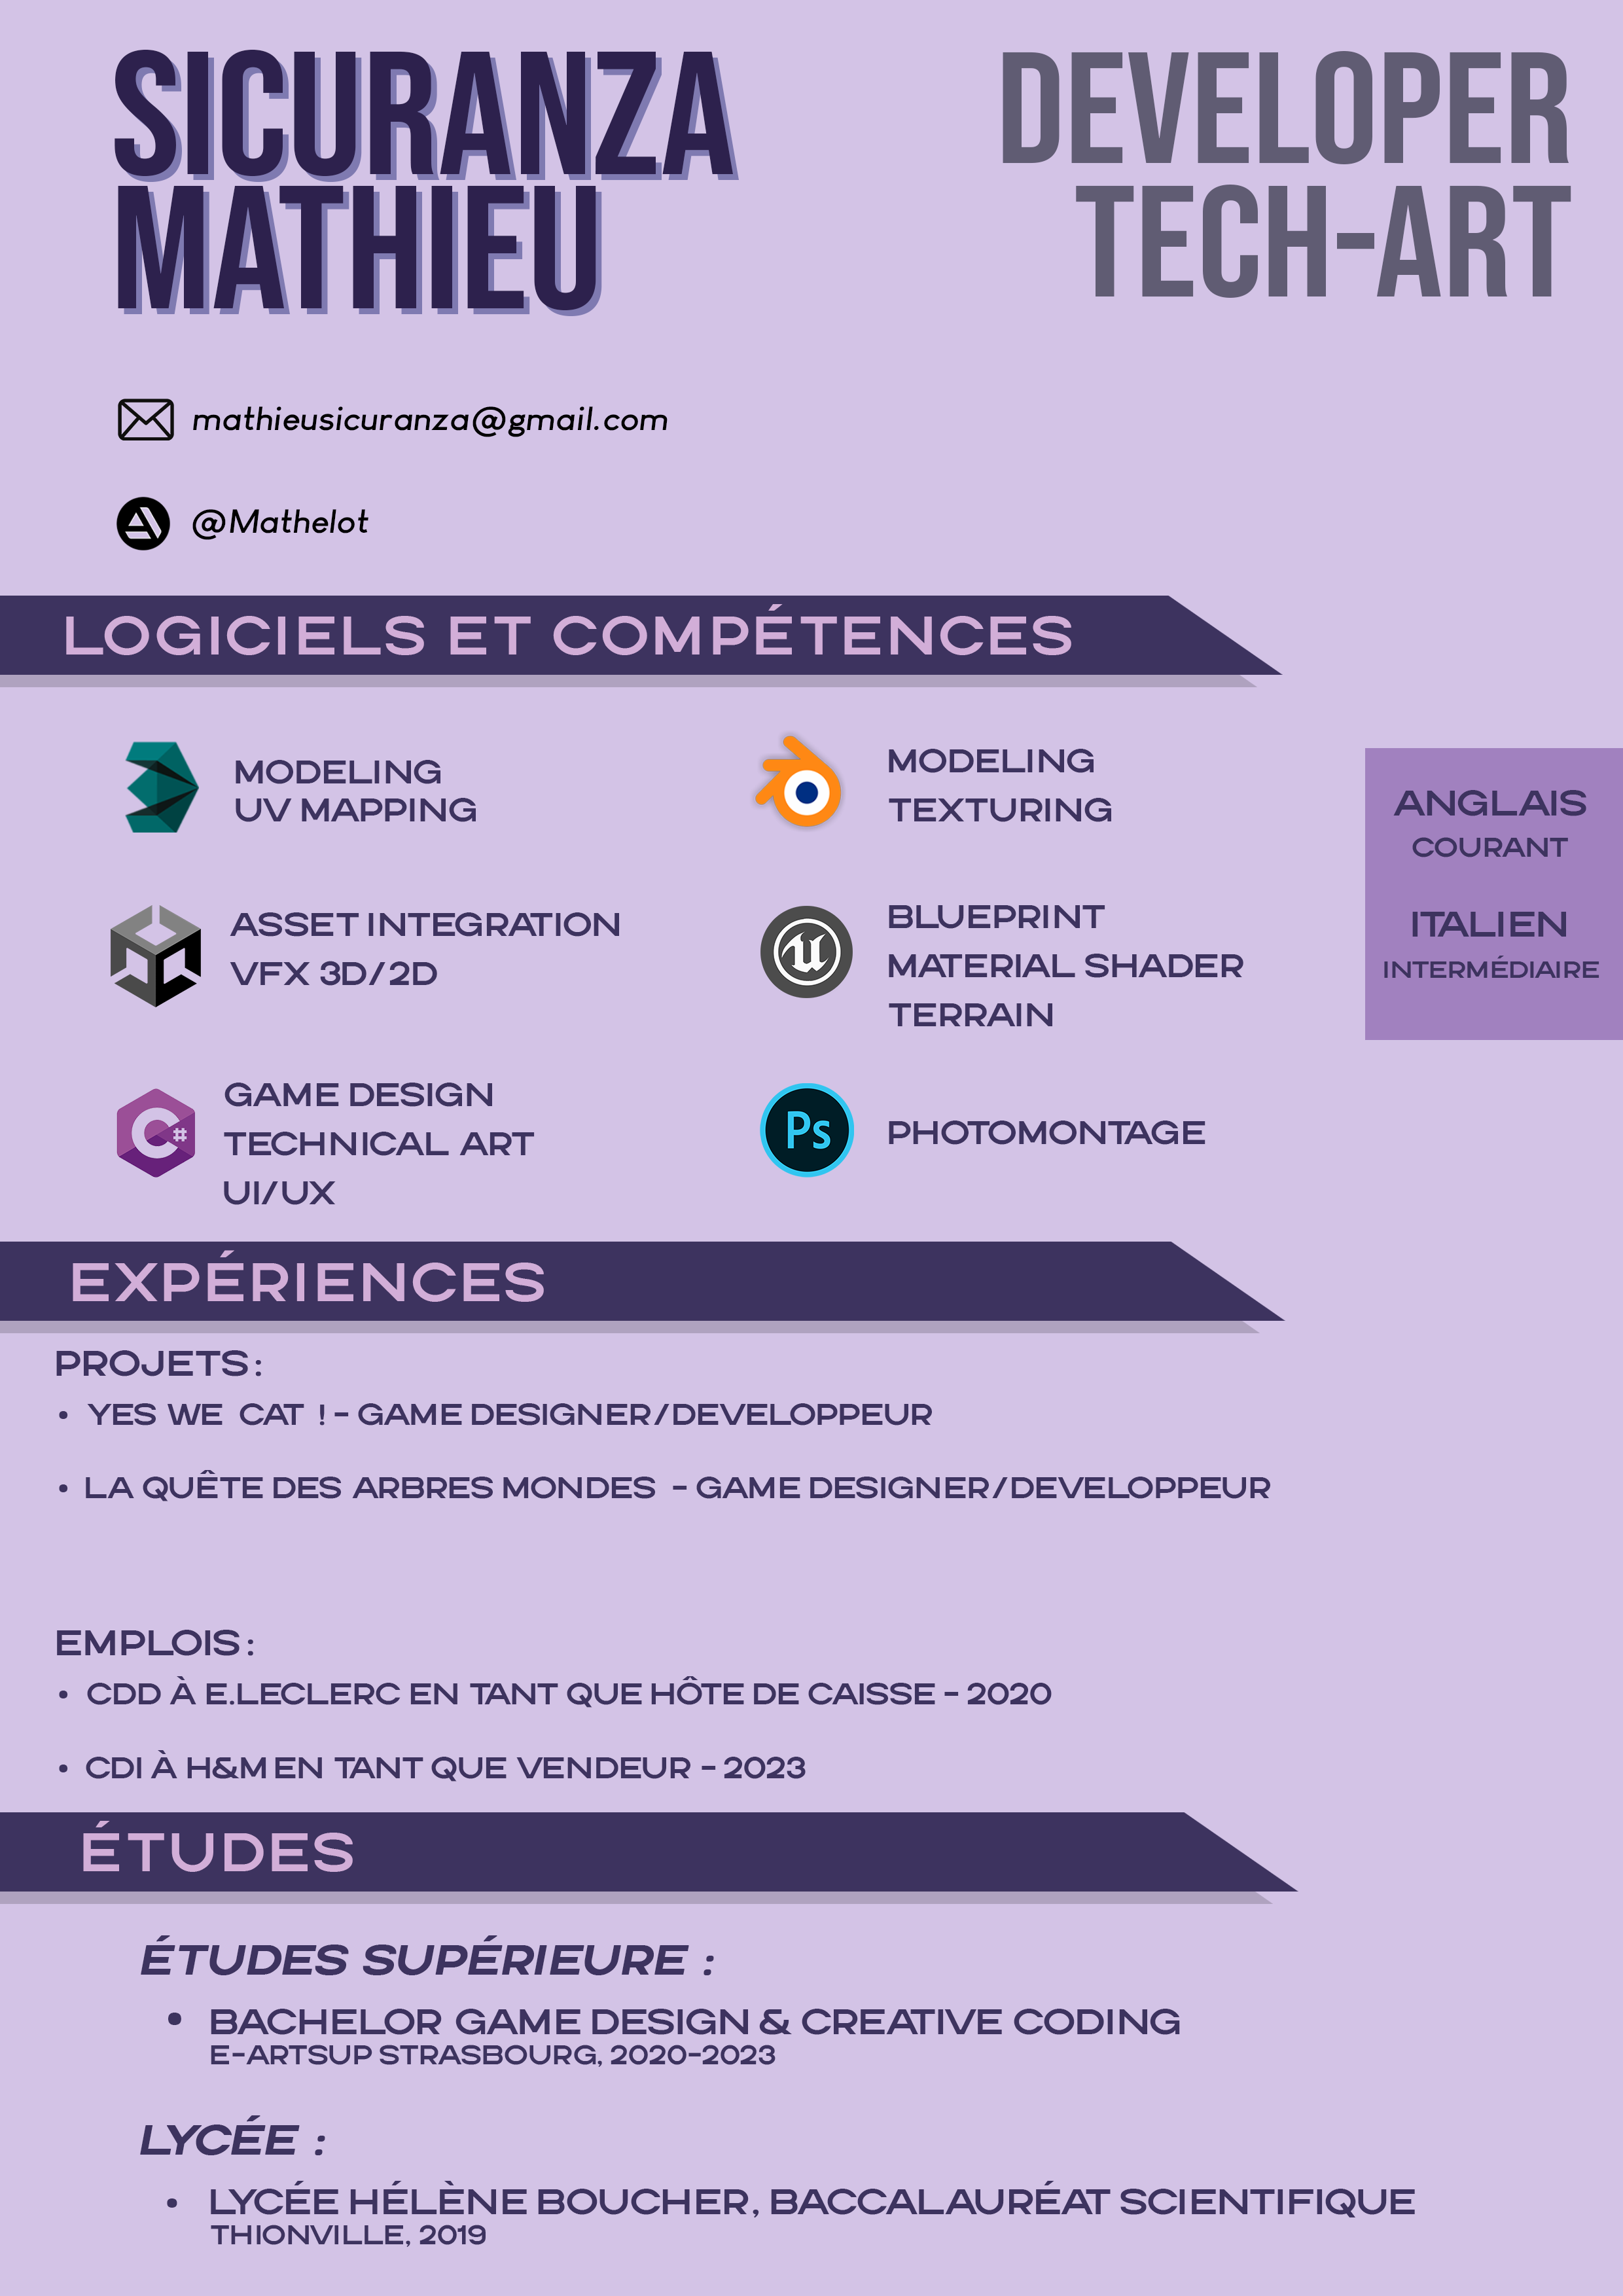 SICURANZA
MATHIEU
DEVELOPER
TECH-ART
mathieusicuranza@gmail.com
@Mathelot
LOGICIELS ET COMPÉTENCES
MODELING
UV MAPPING
MODELING
TEXTURING
ANGLAIS
COURANT
ITALIEN
INTERMÉDIAIRE
ASSET INTEGRATION
VFX 3D/2D
BLUEPRINT
MATERIAL SHADER
TERRAIN
GAME DESIGN
TECHNICAL ART
UI/UX
Ps
PHOTOMONTAGE
EXPÉRIENCES
PROJETS :
• YES WE CAT ! - GAME DESIGNER/DEVELOPPEUR
• LA QUÊTE DES ARBRES MONDES - GAME DESIGNER/DEVELOPPEUR
EMPLOIS :
• CDD À E.LECLERC EN TANT QUE HÔTE DE CAISSE - 2020
• CDI À H&M EN TANT QUE VENDEUR - 2023
ÉTUDES
ÉTUDES SUPÉRIEURE :
• BACHELOR GAME DESIGN & CREATIVE CODING
E-ARTSUP STRASBOURG, 2020-2023
LYCÉE :
• LYCÉE HÉLÈNE BOUCHER, BACCALAURÉAT SCIENTIFIQUE
THIONVILLE, 2019